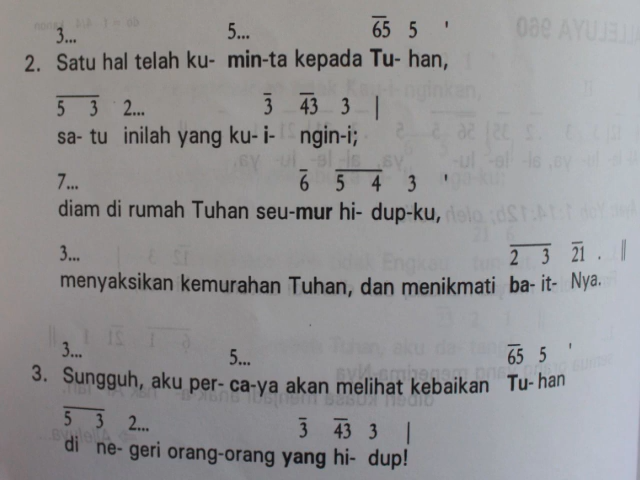 3... 5... 65 5 '
2. Satu hal telah ku- min-ta kepada Tu- han,
5 3 2... 3 43 3 |
sa- tu inilah yang ku- i- ngin-i;
7... 6 5 4 3 '
diam di rumah Tuhan seu-mur hi- dup-ku,
3... 2 3 21 . ||
menyaksikan kemurahan Tuhan, dan menikmati ba- it- Nya.
3... 5... 65 5 '
3. Sungguh, aku per- ca-ya akan melihat kebaikan Tu- han
5 3 2... 3 43 3 |
di ne- geri orang-orang yang hi- dup!